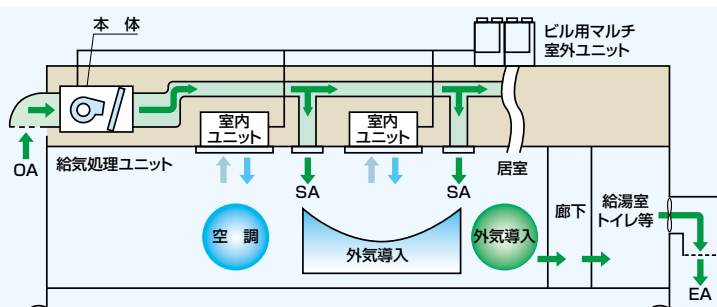 本体
ビル用マルチ
室外ユニット
室内
ユニット
室内
ユニット
OA
給気処理ユニット
SA
SA
居室
空調
外気導入
外気導入
廊下
給湯室
トイレ等
EA